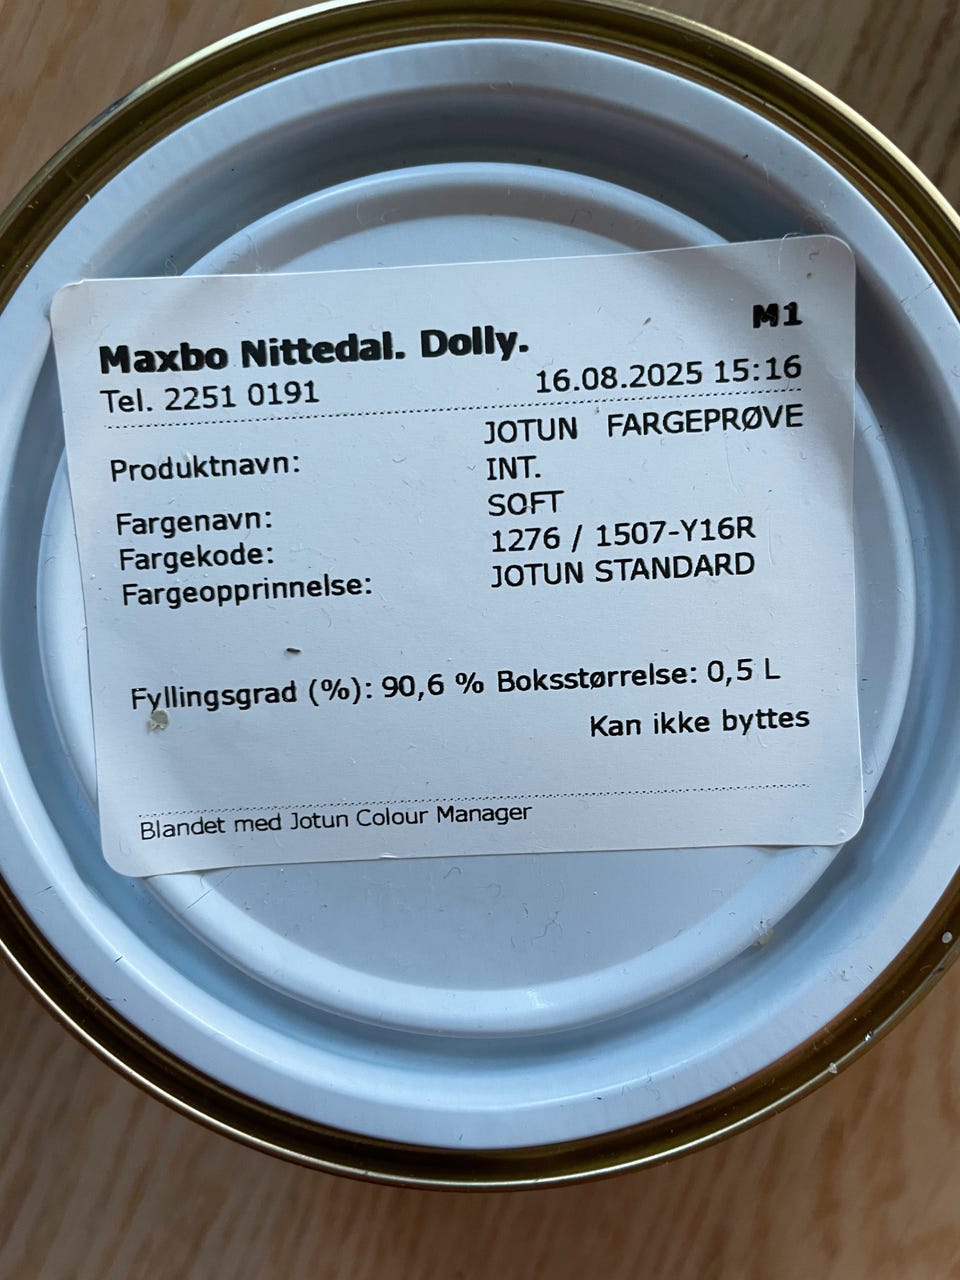 M1
Maxbo Nittedal. Dolly.
Tel. 2251 0191 16.08.2025 15:16
Produktnavn: JOTUN FARGEPRØVE
INT.
Fargenavn: SOFT
Fargekode: 1276 / 1507-Y16R
Fargeopprinnelse: JOTUN STANDARD
Fyllingsgrad (%): 90,6 % Boksstørrelse: 0,5 L
Kan ikke byttes
Blandet med Jotun Colour Manager